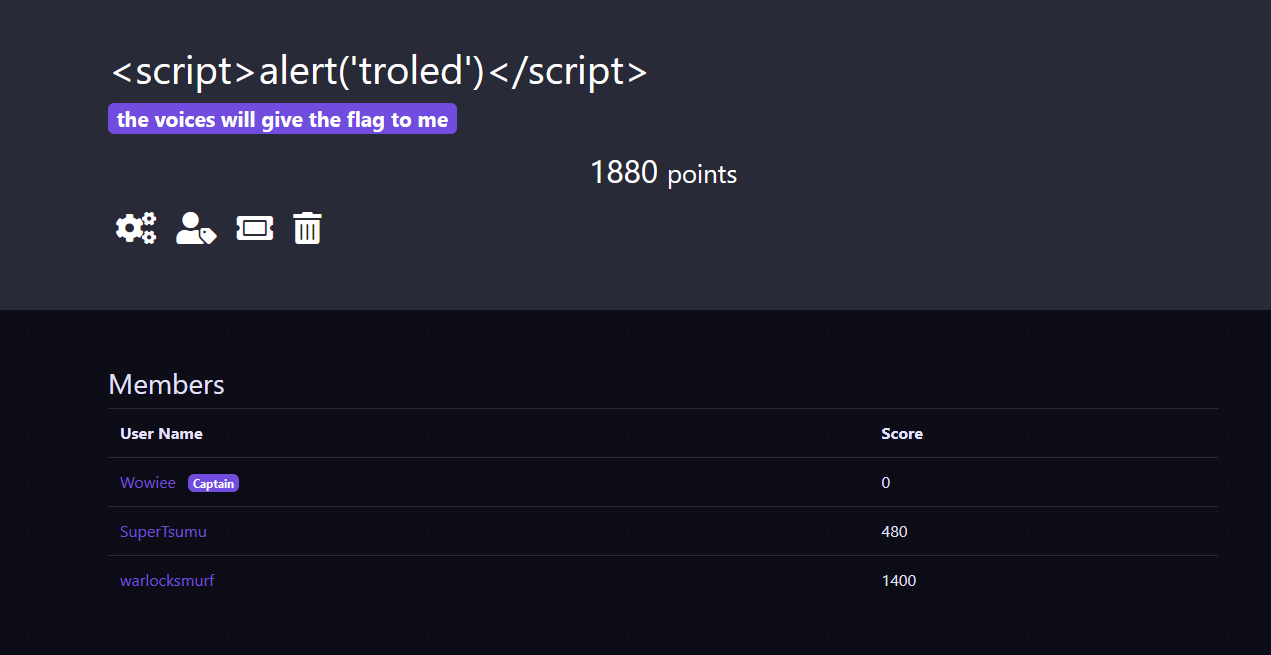 <script>alert('troled')</script>
the voices will give the flag to me
1880 points
Members
User Name Score
Wowiee Captain 0
SuperTsumu 480
warlocksmurf 1400